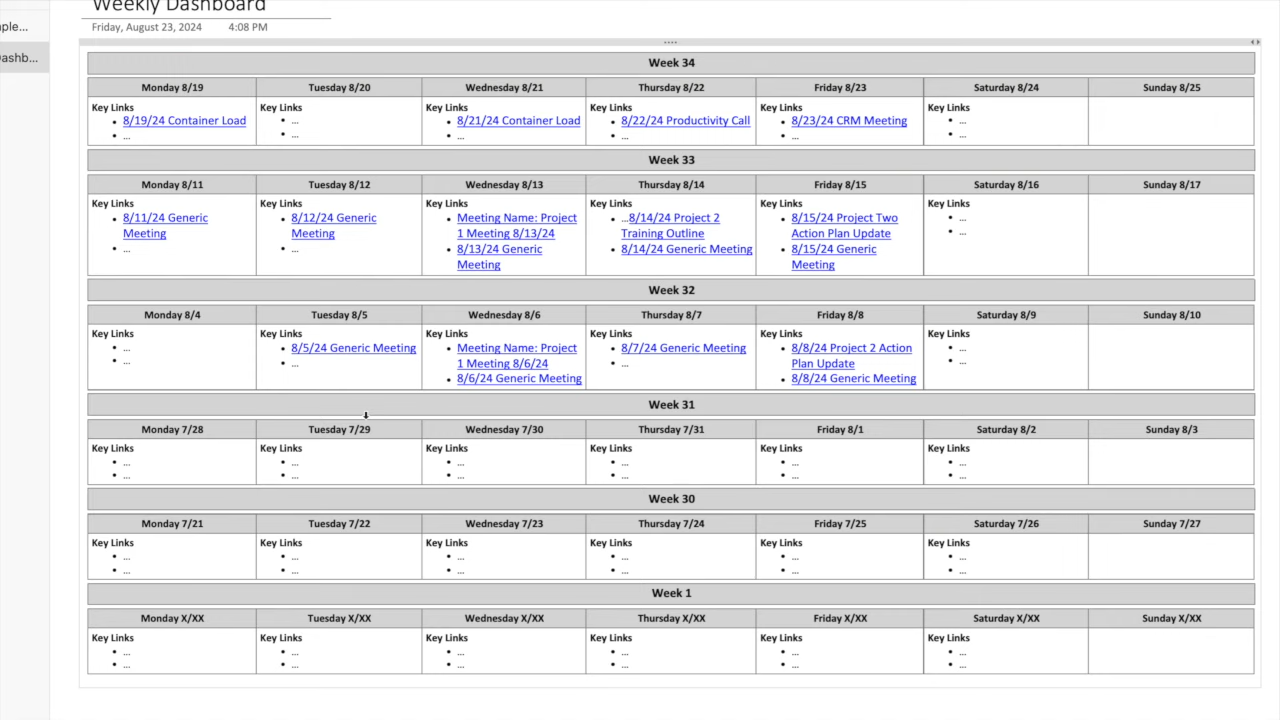 Weekly Dashboard
Friday, August 23, 2024 4:08 PM
ple...
Dashb...
Week 34
Monday 8/19 Tuesday 8/20 Wednesday 8/21 Thursday 8/22 Friday 8/23 Saturday 8/24 Sunday 8/25
Key Links Key Links Key Links Key Links Key Links Key Links
• 8/19/24 Container Load • ... • 8/21/24 Container Load • 8/22/24 Productivity Call • 8/23/24 CRM Meeting • ...
• ... • ... • ... • ... • ... • ...
Week 33
Monday 8/11 Tuesday 8/12 Wednesday 8/13 Thursday 8/14 Friday 8/15 Saturday 8/16 Sunday 8/17
Key Links Key Links Key Links Key Links Key Links Key Links
• 8/11/24 Generic • 8/12/24 Generic • Meeting Name: Project • ...8/14/24 Project 2 • 8/15/24 Project Two • ...
Meeting Meeting 1 Meeting 8/13/24 Training Outline Action Plan Update • ...
• ... • ... • 8/13/24 Generic • 8/14/24 Generic Meeting • 8/15/24 Generic
Meeting Meeting
Week 32
Monday 8/4 Tuesday 8/5 Wednesday 8/6 Thursday 8/7 Friday 8/8 Saturday 8/9 Sunday 8/10
Key Links Key Links Key Links Key Links Key Links Key Links
• ... • 8/5/24 Generic Meeting • Meeting Name: Project • 8/7/24 Generic Meeting • 8/8/24 Project 2 Action • ...
• ... • ... 1 Meeting 8/6/24 • ... Plan Update • ...
• 8/6/24 Generic Meeting • 8/8/24 Generic Meeting
Week 31
Monday 7/28 Tuesday 7/29 Wednesday 7/30 Thursday 7/31 Friday 8/1 Saturday 8/2 Sunday 8/3
Key Links Key Links Key Links Key Links Key Links Key Links
• ... • ... • ... • ... • ... • ...
• ... • ... • ... • ... • ... • ...
Week 30
Monday 7/21 Tuesday 7/22 Wednesday 7/23 Thursday 7/24 Friday 7/25 Saturday 7/26 Sunday 7/27
Key Links Key Links Key Links Key Links Key Links Key Links
• ... • ... • ... • ... • ... • ...
• ... • ... • ... • ... • ... • ...
Week 1
Monday X/XX Tuesday X/XX Wednesday X/XX Thursday X/XX Friday X/XX Saturday X/XX Sunday X/XX
Key Links Key Links Key Links Key Links Key Links Key Links
• ... • ... • ... • ... • ... • ...
• ... • ... • ... • ... • ... • ...